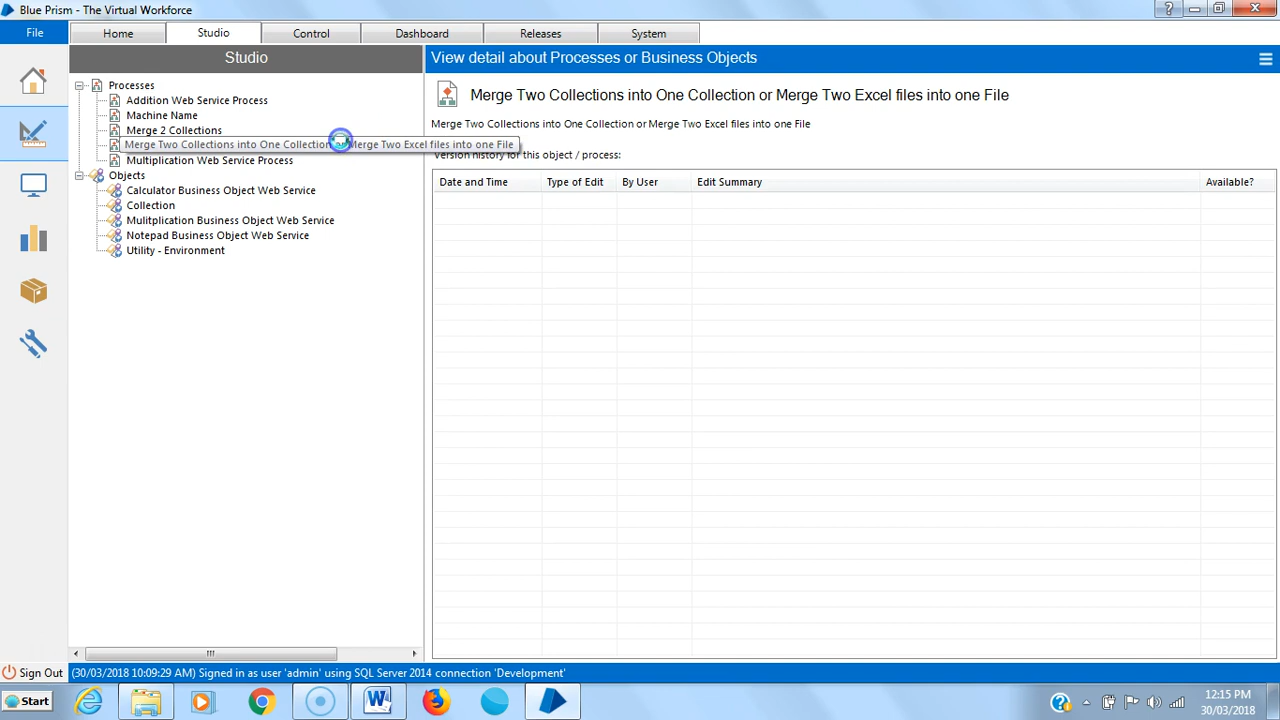 Blue Prism - The Virtual Workforce
?
File
Home
Studio
Control
Dashboard
Releases
System
Studio
View detail about Processes or Business Objects
Processes
Addition Web Service Process
Machine Name
Merge 2 Collections
Merge Two Collections into One Collection or Merge Two Excel files into one File
Multiplication Web Service Process
Objects
Calculator Business Object Web Service
Collection
Mulitplication Business Object Web Service
Notepad Business Object Web Service
Utility - Environment
Merge Two Collections into One Collection or Merge Two Excel files into one File
Merge Two Collections into One Collection or Merge Two Excel files into one File
Version history for this object / process:
Date and Time
Type of Edit
By User
Edit Summary
Available?
Sign Out
(30/03/2018 10:09:29 AM) Signed in as user 'admin' using SQL Server 2014 connection 'Development'
Start
12:15 PM
30/03/2018